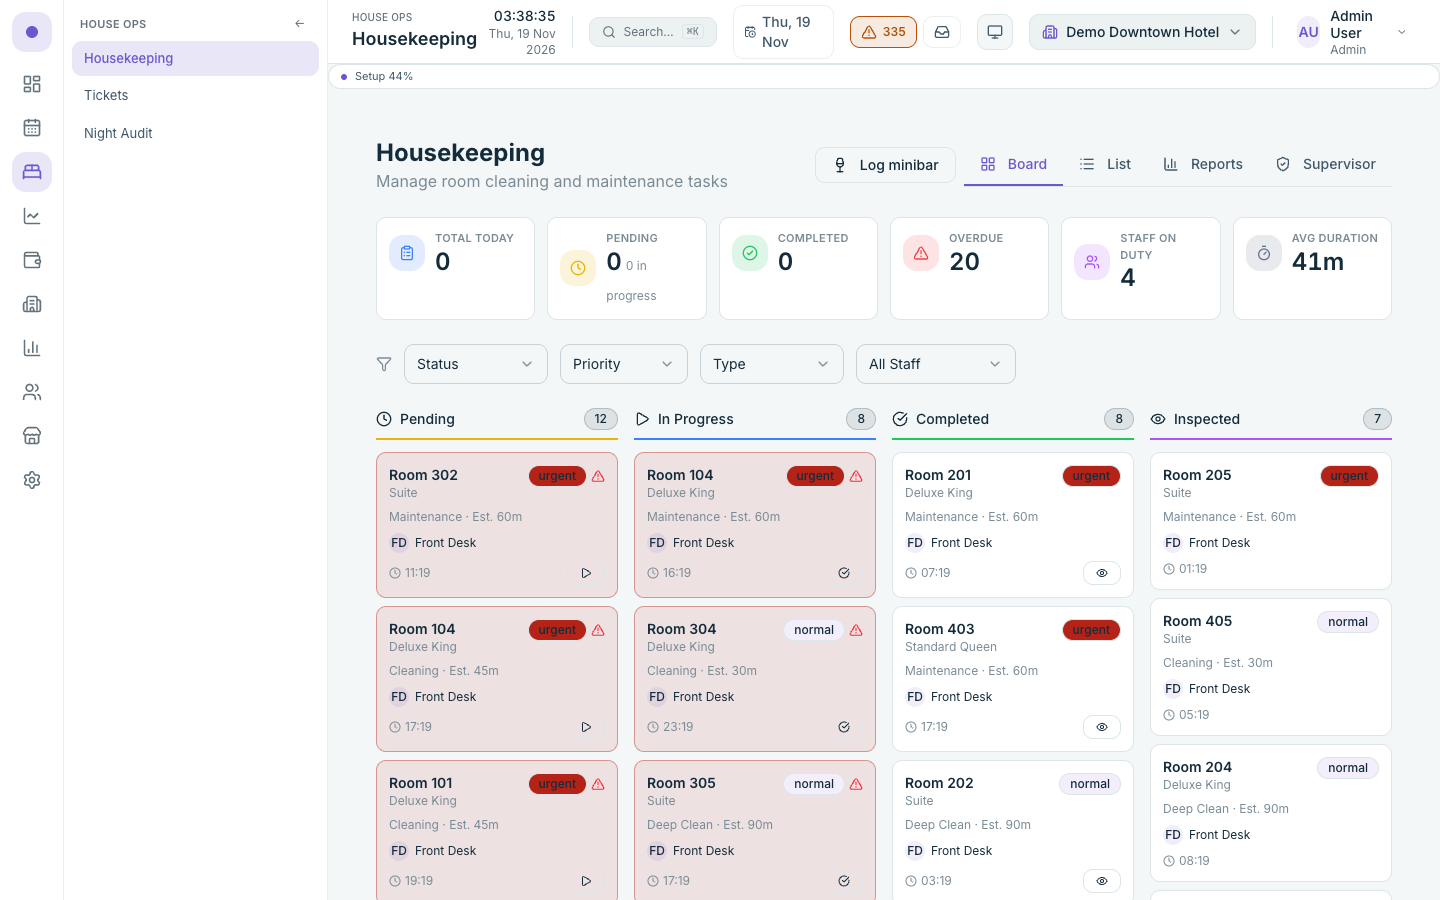 HOUSE OPS
Housekeeping
Tickets
Night Audit
HOUSE OPS
Housekeeping
03:38:35
Thu, 19 Nov
2026
Search...
⌘K
Thu, 19
Nov
335
Demo Downtown Hotel
AU
Admin
User
Admin
Setup 44%
Housekeeping
Manage room cleaning and maintenance tasks
Log minibar
Board
List
Reports
Supervisor
TOTAL TODAY
0
PENDING
0 0 in
progress
COMPLETED
0
OVERDUE
20
STAFF ON
DUTY
4
AVG DURATION
41m
Status
Priority
Type
All Staff
Pending
12
Room 302
urgent
Suite
Maintenance · Est. 60m
FD Front Desk
11:19
Room 104
urgent
Deluxe King
Cleaning · Est. 45m
FD Front Desk
17:19
Room 101
urgent
Deluxe King
Cleaning · Est. 45m
FD Front Desk
19:19
In Progress
8
Room 104
urgent
Deluxe King
Maintenance · Est. 60m
FD Front Desk
16:19
Room 304
normal
Deluxe King
Cleaning · Est. 30m
FD Front Desk
23:19
Room 305
normal
Suite
Deep Clean · Est. 90m
FD Front Desk
17:19
Completed
8
Room 201
urgent
Deluxe King
Maintenance · Est. 60m
FD Front Desk
07:19
Room 403
urgent
Standard Queen
Maintenance · Est. 60m
FD Front Desk
17:19
Room 202
normal
Suite
Deep Clean · Est. 90m
FD Front Desk
03:19
Inspected
7
Room 205
urgent
Suite
Maintenance · Est. 60m
FD Front Desk
01:19
Room 405
normal
Suite
Cleaning · Est. 30m
FD Front Desk
05:19
Room 204
normal
Deluxe King
Deep Clean · Est. 90m
FD Front Desk
08:19